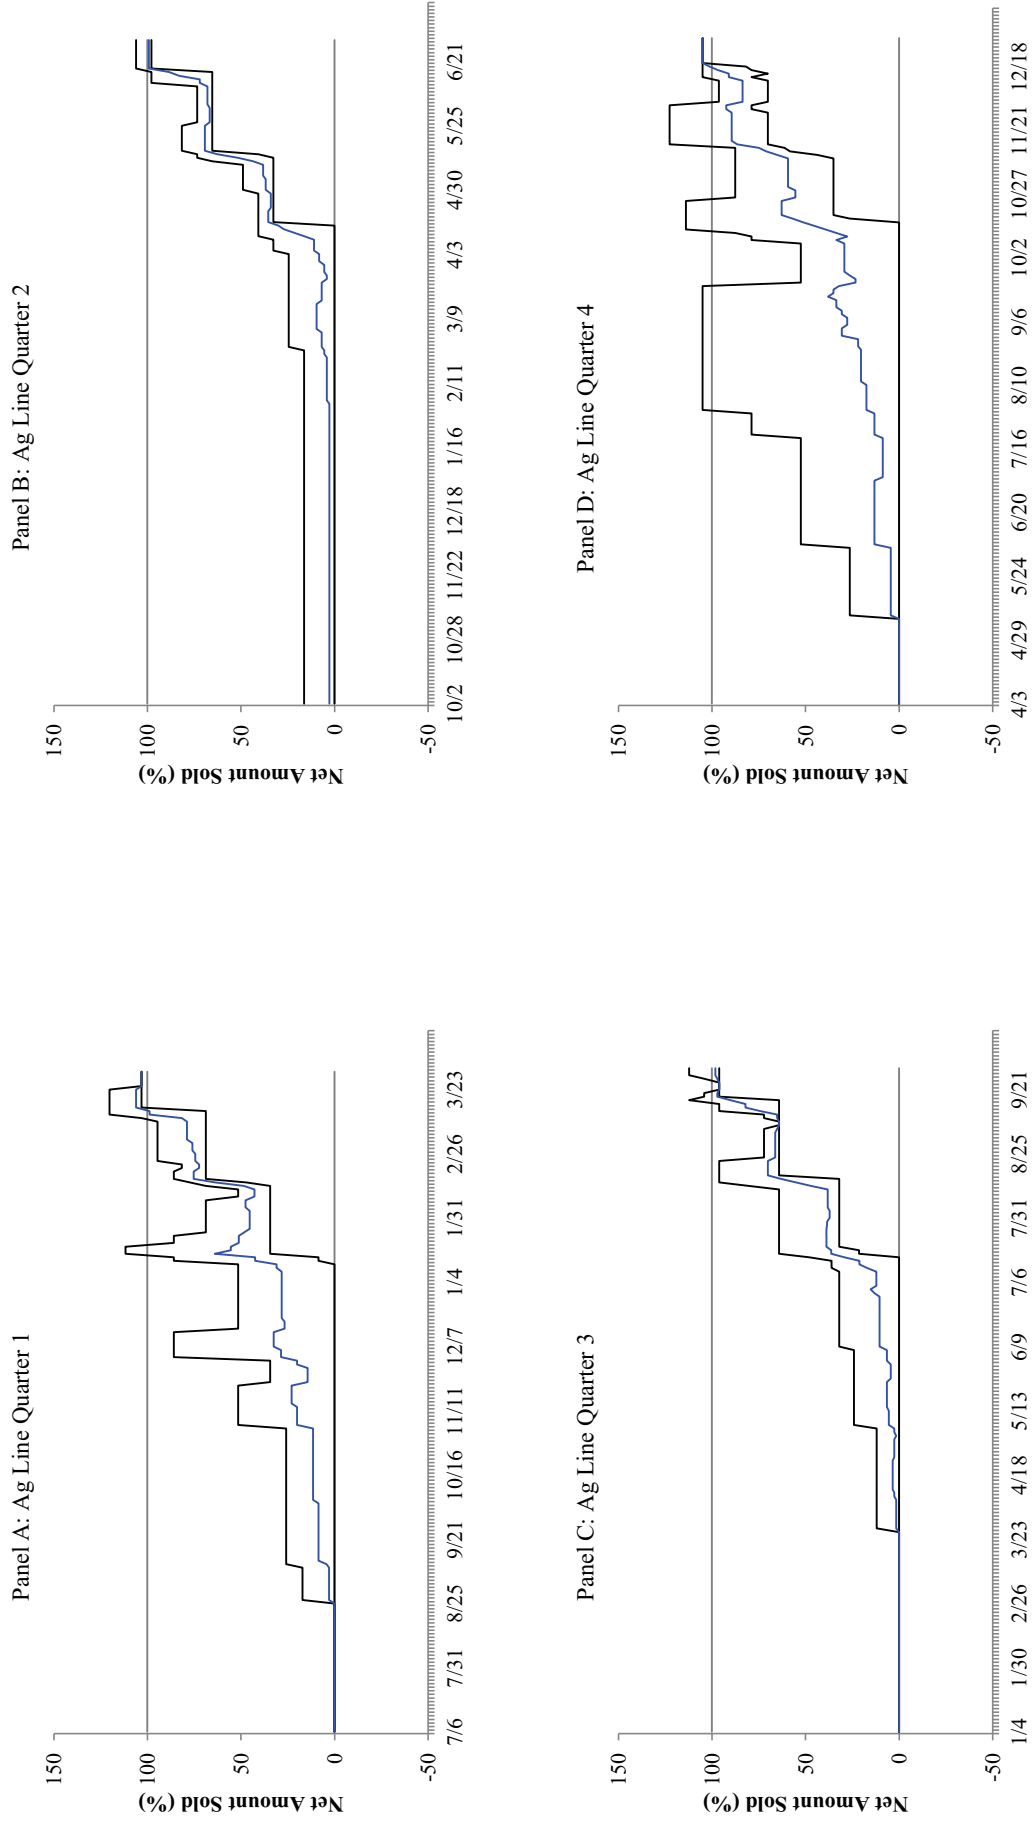 Panel A: Ag Line Quarter 1
Net Amount Sold (%)
150
100
50
0
-50
7/6 7/31 8/25 9/21 10/16 11/11 12/7 1/4 1/31 2/26 3/23
Panel B: Ag Line Quarter 2
Net Amount Sold (%)
150
100
50
0
-50
10/2 10/28 11/22 12/18 1/16 2/11 3/9 4/3 4/30 5/25 6/21
Panel C: Ag Line Quarter 3
Net Amount Sold (%)
150
100
50
0
-50
1/4 1/30 2/26 3/23 4/18 5/13 6/9 7/6 7/31 8/25 9/21
Panel D: Ag Line Quarter 4
Net Amount Sold (%)
150
100
50
0
-50
4/3 4/29 5/24 6/20 7/16 8/10 9/6 10/2 10/27 11/21 12/18